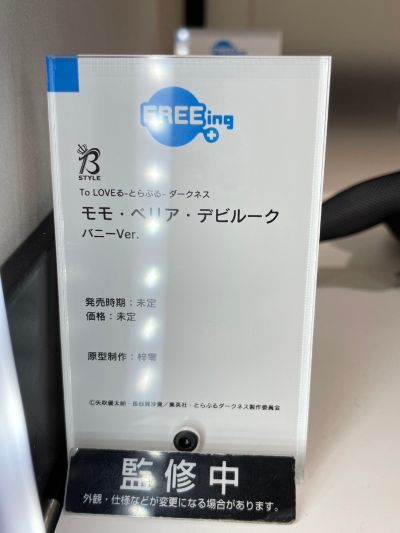 FREEing
B
STYLE
To LOVEる-とらぶる- ダークネス
モモ・ベリア・デビルーク
バニーVer.
発売時期：未定
価格：未定
原型制作：梓澪
©矢吹健太朗・長谷見沙貴／集英社・とらぶるダークネス製作委員会
監修中
外観・仕様などが変更になる場合があります。